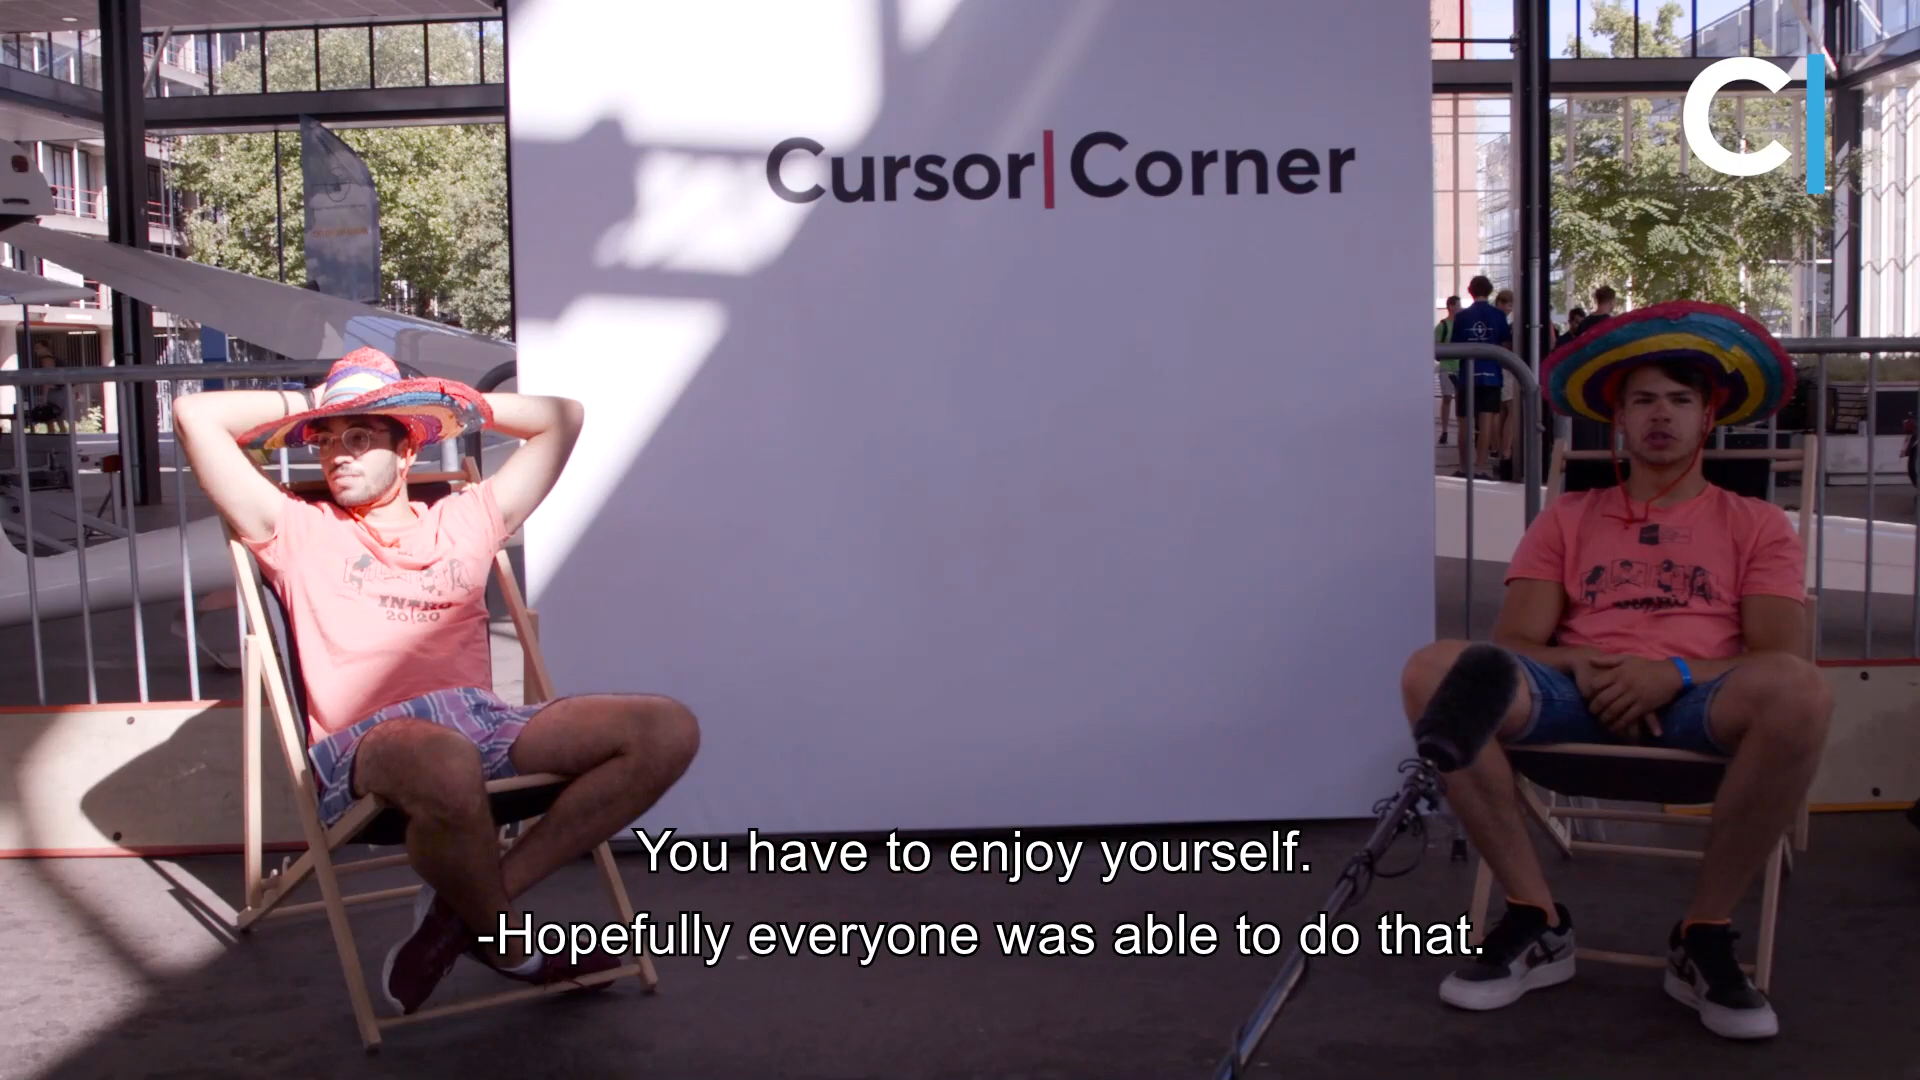 Cursor|Corner
C|
INTRO
20|20
You have to enjoy yourself.
-Hopefully everyone was able to do that.